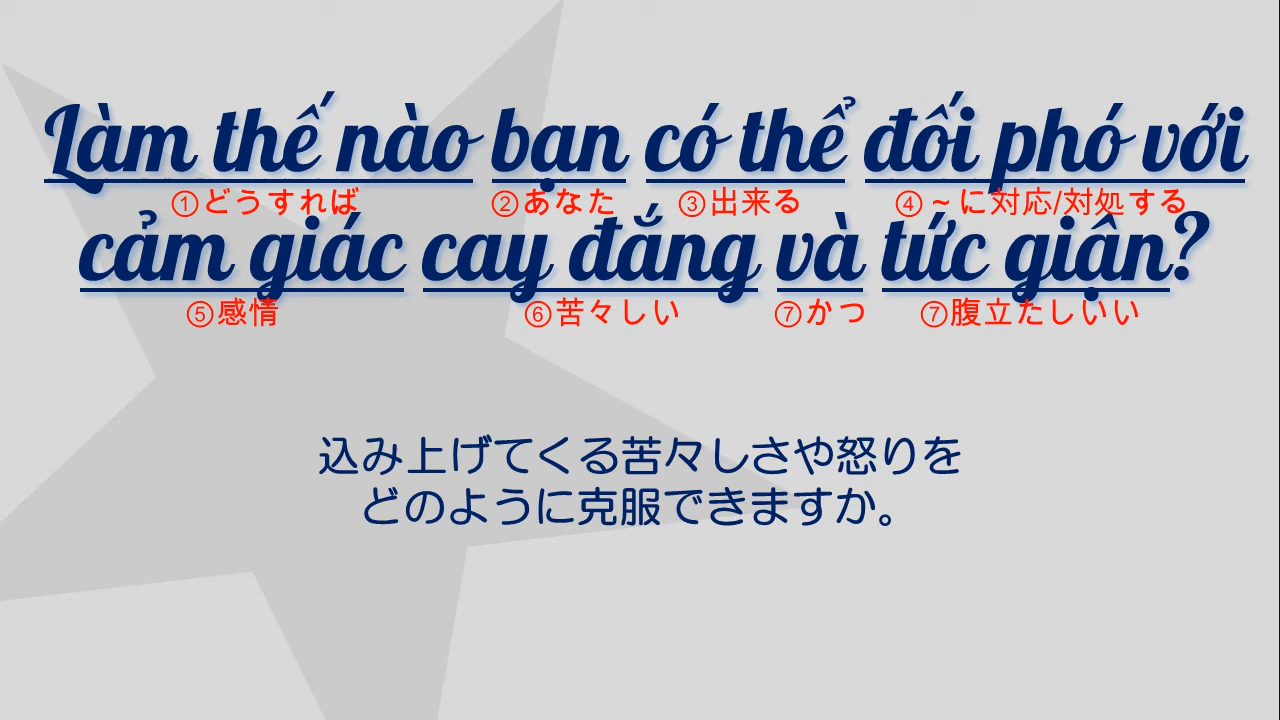 Làm thế nào bạn có thể đối phó với
①どうすれば ②あなた ③出来る ④~に対応/対処する
cảm giác cay đắng và tức giận?
⑤感情 ⑥苦々しい ⑦かつ ⑦腹立たしいい
込み上げてくる苦々しさや怒りを
どのように克服できますか。